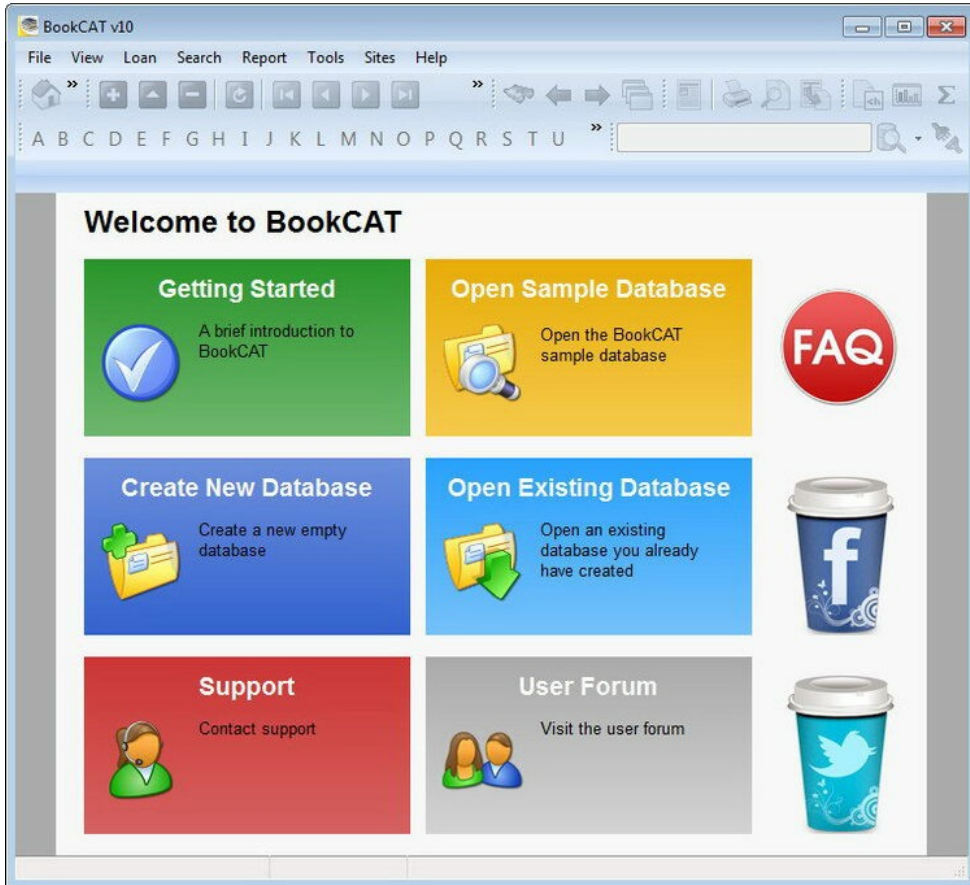 BookCAT v10
File View Loan Search Report Tools Sites Help
A B C D E F G H I J K L M N O P Q R S T U
Welcome to BookCAT
Getting Started
A brief introduction to
BookCAT
Open Sample Database
Open the BookCAT
sample database
FAQ
Create New Database
Create a new empty
database
Open Existing Database
Open an existing
database you already
have created
f
Support
Contact support
User Forum
Visit the user forum